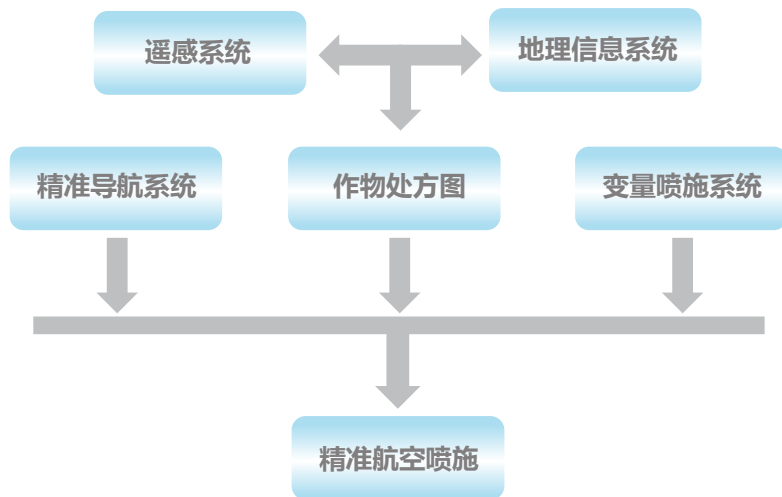 遥感系统
地理信息系统
精准导航系统
作物处方图
变量喷施系统
精准航空喷施